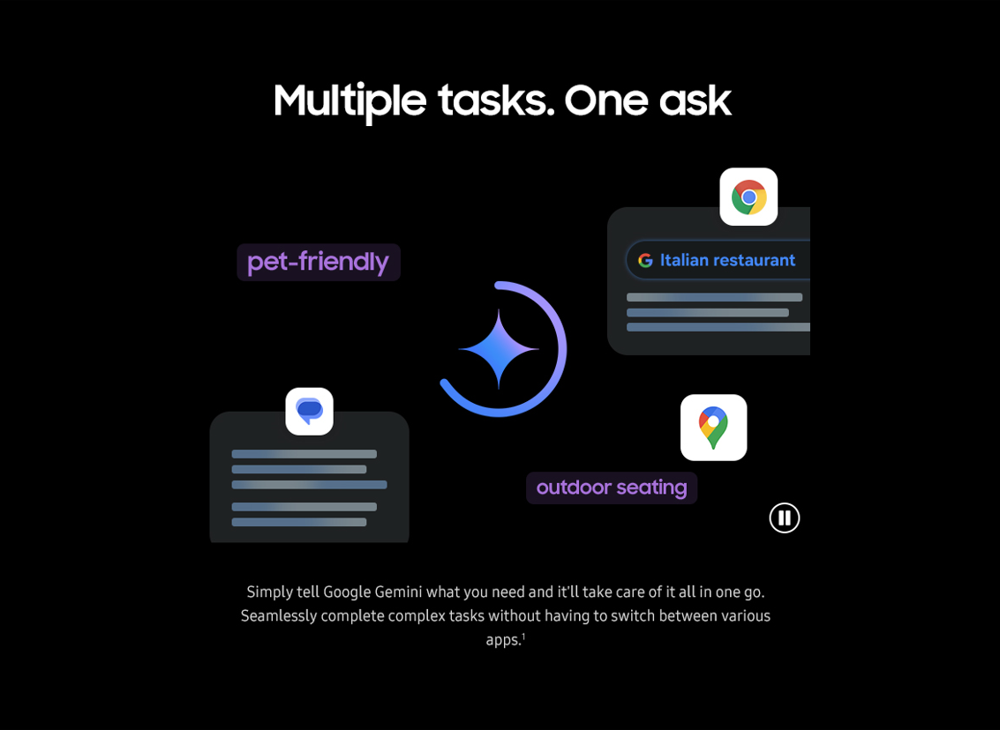 Multiple tasks. One ask
pet-friendly
Italian restaurant
outdoor seating
Simply tell Google Gemini what you need and it'll take care of it all in one go.
Seamlessly complete complex tasks without having to switch between various
apps.¹